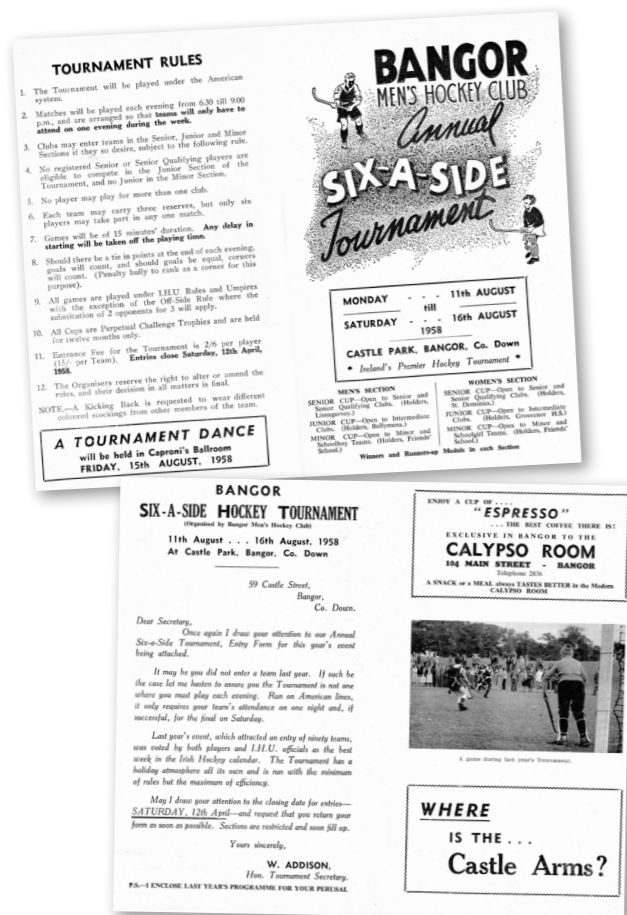 TOURNAMENT RULES
1. The Tournament will be played under the American
system.
2. Matches will be played each evening from 6.30 till 9:00
p.m., and are arranged so that teams will only have to
attend on one evening during the week.
3. Clubs may enter teams in the Senior, Junior and Minor
Sections if they so desire, subject to the following rule.
4. No registered Senior or Senior Qualifying players are
eligible to compete in the Junior Section of the
Tournament, and no Junior in the Minor Section.
5. No player may play for more than one club.
6. Each team may carry three reserves, but only six
players may take part in any one match.
7. Games will be of 15 minutes' duration. Any delay in
starting will be taken off the playing time.
8. Should there be a tie in points at the end of each evening,
goals will count, and should goals be equal, corners
will count. (Penalty bully to rank as a corner for this
purpose).
9. All games are played under I.H.U. Rules and Umpires
with the exception of the Off-Side Rule where the
substitution of 2 opponents for 3 will apply.
10. All Cups are Perpetual Challenge Trophies and are held
for twelve months only.
11. Entrance Fee for the Tournament is 2/6 per player
(15/- per Team). Entries close Saturday, 12th April,
1958.
12. The Organisers reserve the right to alter or amend the
rules, and their decision in all matters is final.
NOTE.—A Kicking Back is requested to wear different
coloured stockings from other members of the team.
A TOURNAMENT DANCE
will be held in Caproni's Ballroom
FRIDAY, 15th AUGUST, 1958
BANGOR
MEN'S HOCKEY CLUB
Annual
SIX-A-SIDE
Tournament
MONDAY - - - 11th AUGUST
till
SATURDAY - - - 16th AUGUST
1958
CASTLE PARK, BANGOR, Co. Down
* Ireland's Premier Hockey Tournament *
MEN'S SECTION
SENIOR CUP—Open to Senior and
Senior Qualifying Clubs. (Holders,
Lisnagarvey.)
JUNIOR CUP—Open to Intermediate
Clubs. (Holders, Ballymena.)
MINOR CUP—Open to Minor and
Schoolboy Teams. (Holders, Friends'
School.)
WOMEN'S SECTION
SENIOR CUP—Open to Senior and
Senior Qualifying Clubs. (Holders,
St. Dominics.)
JUNIOR CUP—Open to Intermediate
Clubs. (Holders, Grosvenor H.S.)
MINOR CUP—Open to Minor and
Schoolgirl Teams. (Holders, Friends'
School.)
Winners and Runners-up Medals in each Section
BANGOR
SIX-A-SIDE HOCKEY TOURNAMENT
(Organised by Bangor Men's Hockey Club)
11th August . . . 16th August, 1958
At Castle Park, Bangor, Co. Down
59 Castle Street,
Bangor,
Co. Down.
Dear Secretary,
Once again I draw your attention to our Annual
Six-a-Side Tournament, Entry Form for this year's event
being attached.
It may be you did not enter a team last year. If such be
the case let me hasten to assure you the Tournament is not one
where you must play each evening. Run on American lines,
it only requires your team's attendance on one night and, if
successful, for the final on Saturday.
Last year's event, which attracted an entry of ninety teams,
was voted by both players and I.H.U. officials as the best
week in the Irish Hockey calendar. The Tournament has a
holiday atmosphere all its own and is run with the minimum
of rules but the maximum of efficiency.
May I draw your attention to the closing date for entries—
SATURDAY, 12th April—and request that you return your
form as soon as possible. Sections are restricted and soon fill up.
Yours sincerely,
W. ADDISON,
Hon. Tournament Secretary.
P.S.—I ENCLOSE LAST YEAR'S PROGRAMME FOR YOUR PERUSAL
ENJOY A CUP OF ....
"ESPRESSO"
... THE BEST COFFEE THERE IS!
EXCLUSIVE IN BANGOR TO THE
CALYPSO ROOM
104 MAIN STREET - BANGOR
Telephone 2836
A SNACK or a MEAL always TASTES BETTER in the Modern
CALYPSO ROOM
A game during last year's Tournament.
WHERE
IS THE ...
Castle Arms?